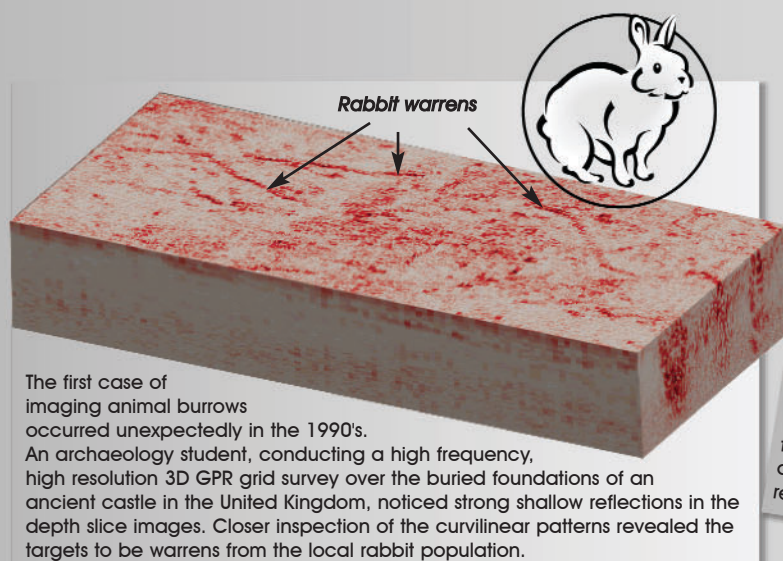 Rabbit warrens
The first case of
imaging animal burrows
occurred unexpectedly in the 1990's.
An archaeology student, conducting a high frequency,
high resolution 3D GPR grid survey over the buried foundations of an
ancient castle in the United Kingdom, noticed strong shallow reflections in the
depth slice images. Closer inspection of the curvilinear patterns revealed the
targets to be warrens from the local rabbit population.